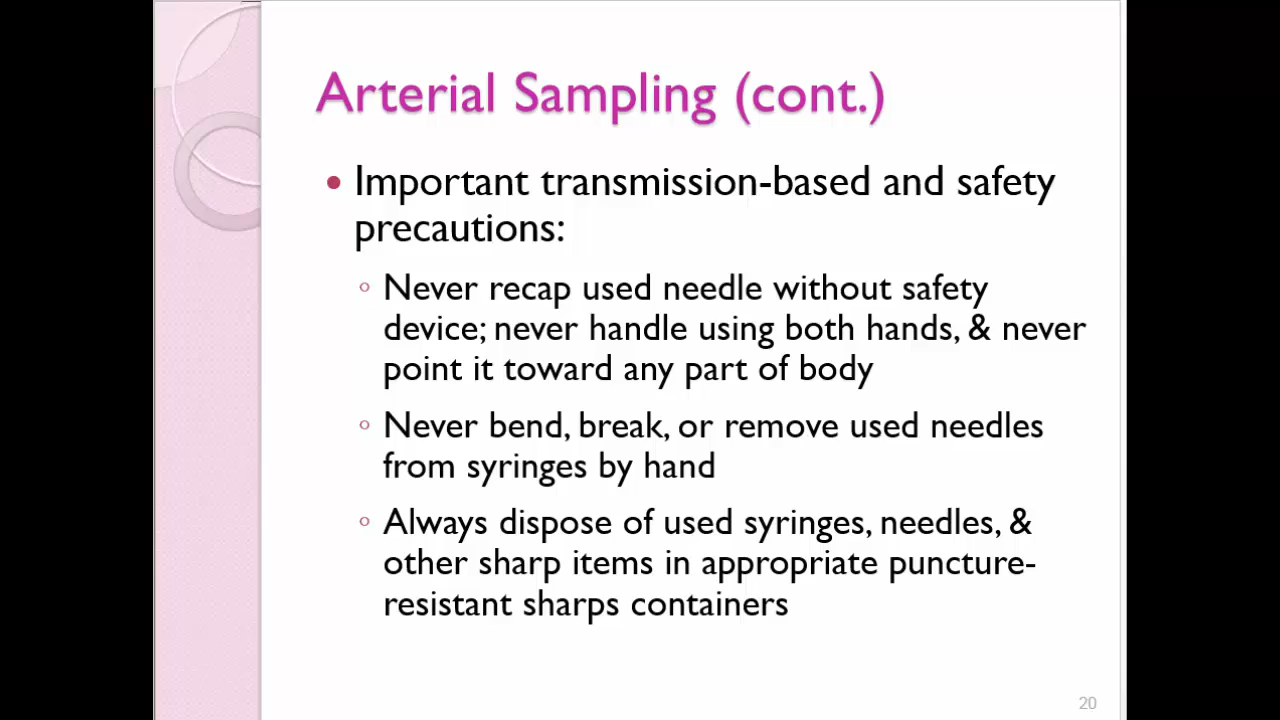 Arterial Sampling (cont.)
• Important transmission-based and safety
precautions:
◦ Never recap used needle without safety
device; never handle using both hands, & never
point it toward any part of body
◦ Never bend, break, or remove used needles
from syringes by hand
◦ Always dispose of used syringes, needles, &
other sharp items in appropriate puncture-
resistant sharps containers
20